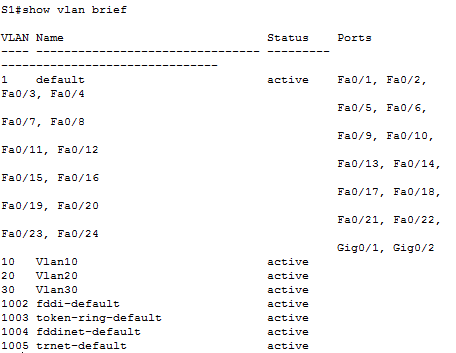 S1#show vlan brief
VLAN Name Status Ports
---- -------------------------------- --------- -------------------------------
1 default active Fa0/1, Fa0/2,
Fa0/3, Fa0/4
Fa0/5, Fa0/6,
Fa0/7, Fa0/8
Fa0/9, Fa0/10,
Fa0/11, Fa0/12
Fa0/13, Fa0/14,
Fa0/15, Fa0/16
Fa0/17, Fa0/18,
Fa0/19, Fa0/20
Fa0/21, Fa0/22,
Fa0/23, Fa0/24
Gig0/1, Gig0/2
10 Vlan10 active
20 Vlan20 active
30 Vlan30 active
1002 fddi-default active
1003 token-ring-default active
1004 fddinet-default active
1005 trnet-default active